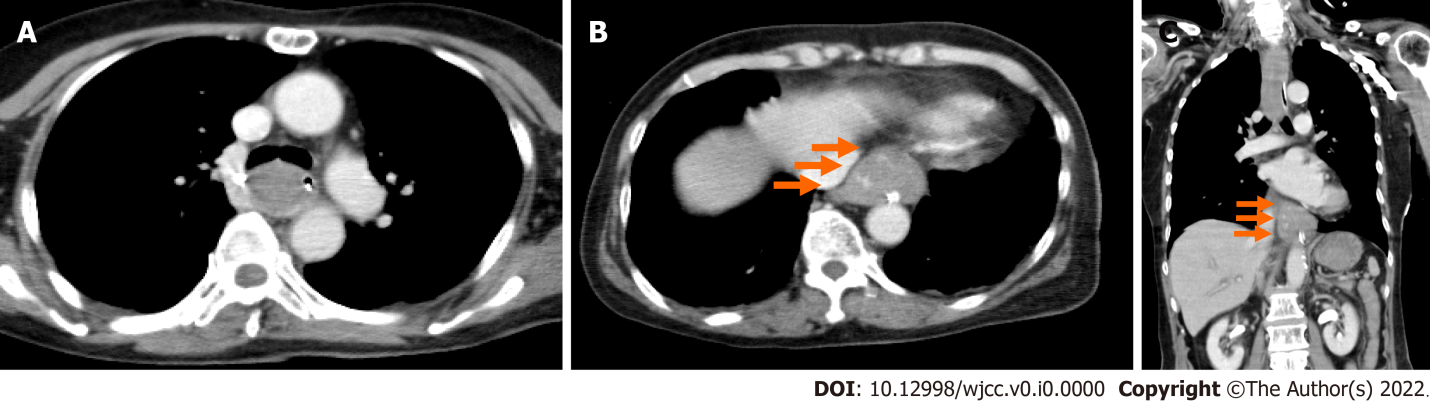 A
B
C
DOI: 10.12998/wjcc.v0.i0.0000 Copyright ©The Author(s) 2022.